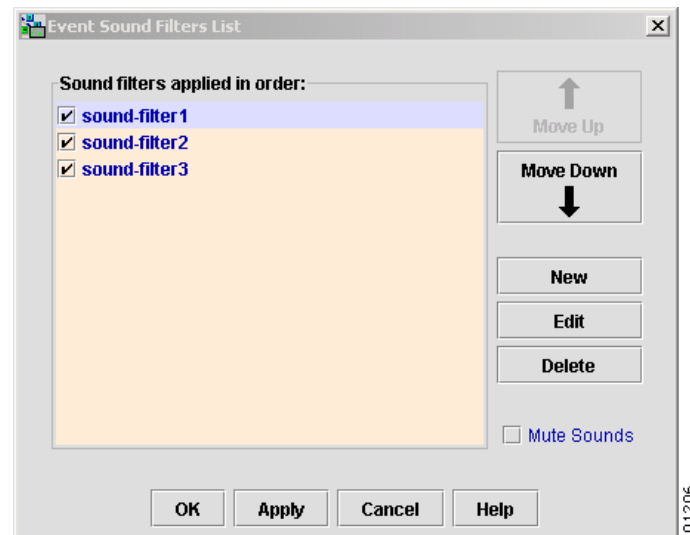 Event Sound Filters List
Sound filters applied in order:
sound-filter1
sound-filter2
sound-filter3
Move Up
Move Down
New
Edit
Delete
Mute Sounds
OK Apply Cancel Help